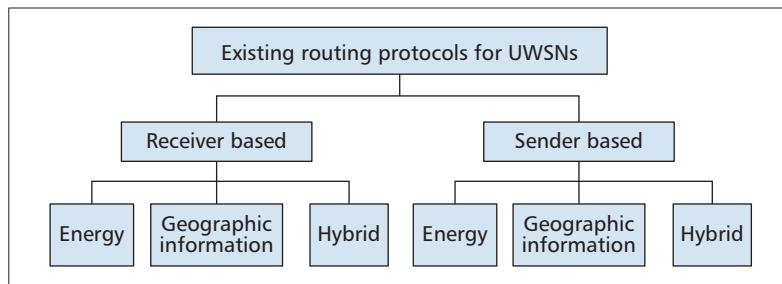 Existing routing protocols for UWSNs
Receiver based
Sender based
Energy
Geographic
information
Hybrid
Energy
Geographic
information
Hybrid